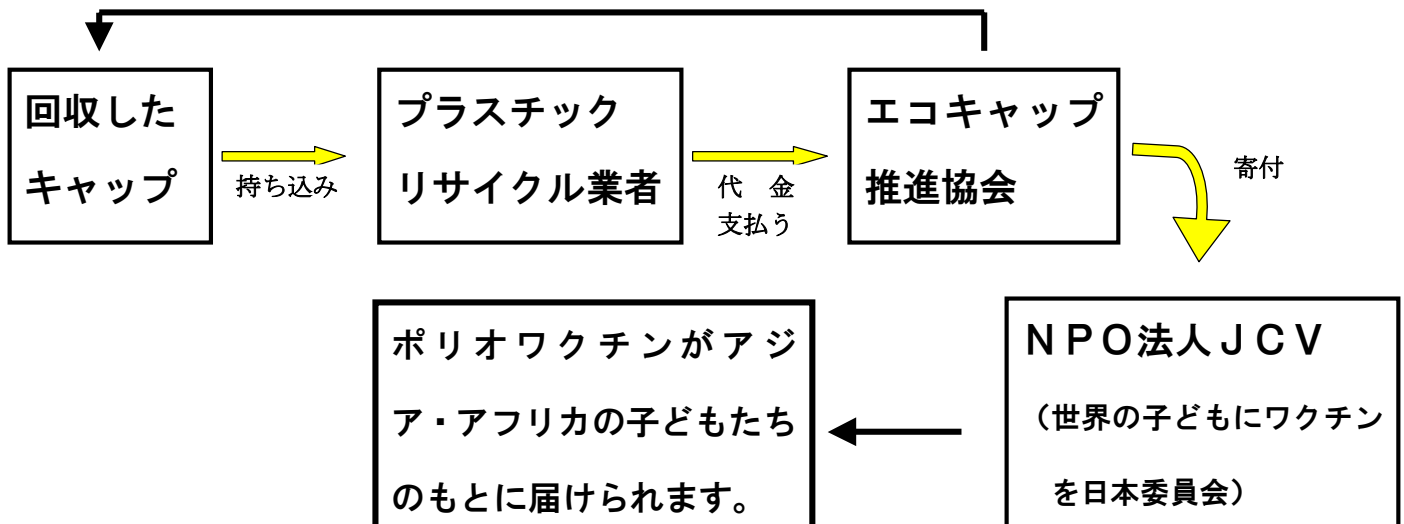 回収した
キャップ
持ち込み
プラスチック
リサイクル業者
代 金
支払う
エコキャップ
推進協会
寄付
NPO法人JCV
(世界の子どもにワクチン
を日本委員会)
ポリオワクチンがアジ
ア・アフリカの子どもたち
のもとに届けられます。